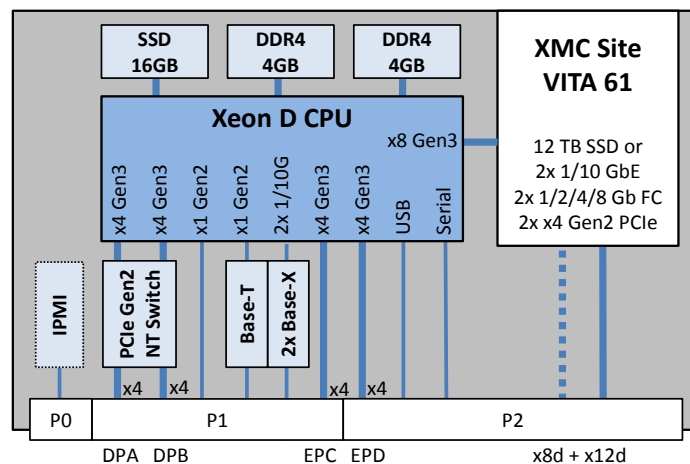 SSD
16GB
DDR4
4GB
DDR4
4GB
XMC Site
VITA 61
12 TB SSD or
2x 1/10 GbE
2x 1/2/4/8 Gb FC
2x x4 Gen2 PCIe
Xeon D CPU
x8 Gen3
x4 Gen3
x4 Gen3
x1 Gen2
x1 Gen2
2x 1/10G
x4 Gen3
x4 Gen3
USB
Serial
IPMI
PCIe Gen2
NT Switch
Base-T
2x Base-X
x4
x4
x4
x4
P0
P1
P2
DPA
DPB
EPC
EPD
x8d + x12d